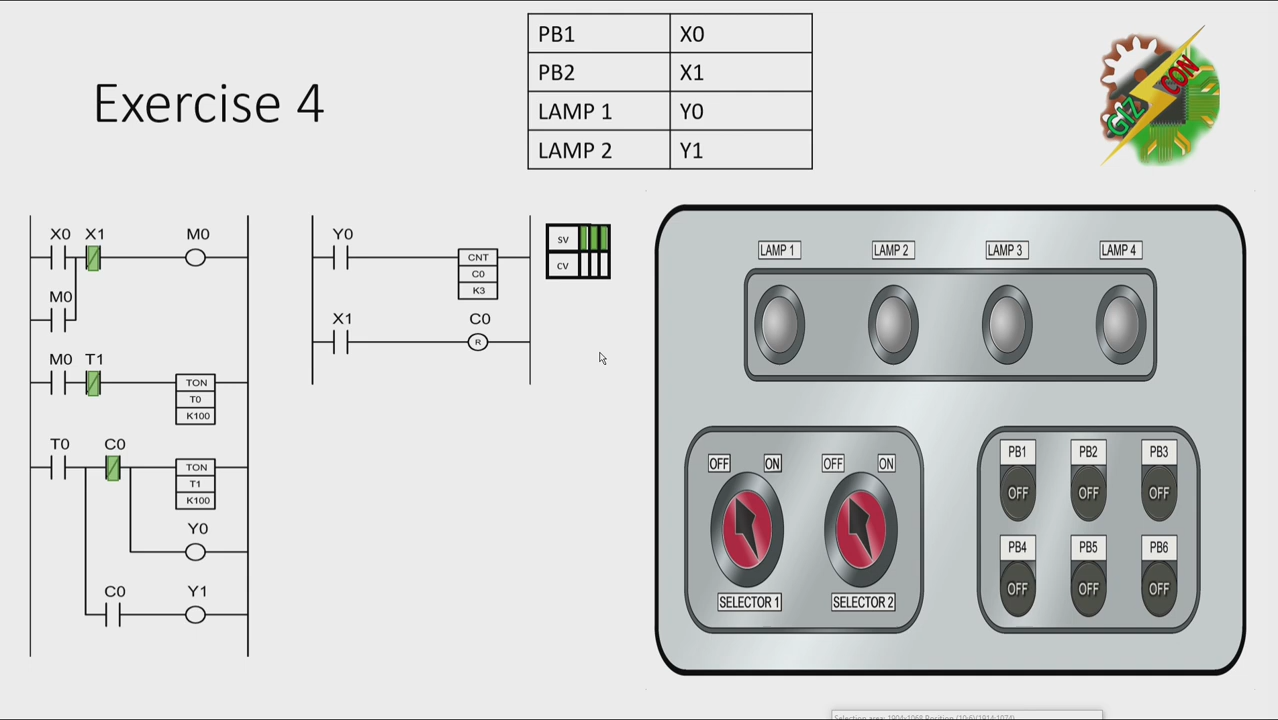 Exercise 4
PB1 X0
PB2 X1
LAMP 1 Y0
LAMP 2 Y1
GIZ CON
X0 X1 M0
M0
M0 T1
TON
T0
K100
T0 C0
TON
T1
K100
Y0
C0 Y1
Y0
CNT
C0
K3
X1 C0
R
SV
CV
LAMP 1 LAMP 2 LAMP 3 LAMP 4
OFF ON OFF ON
SELECTOR 1 SELECTOR 2
PB1 PB2 PB3
OFF OFF OFF
PB4 PB5 PB6
OFF OFF OFF